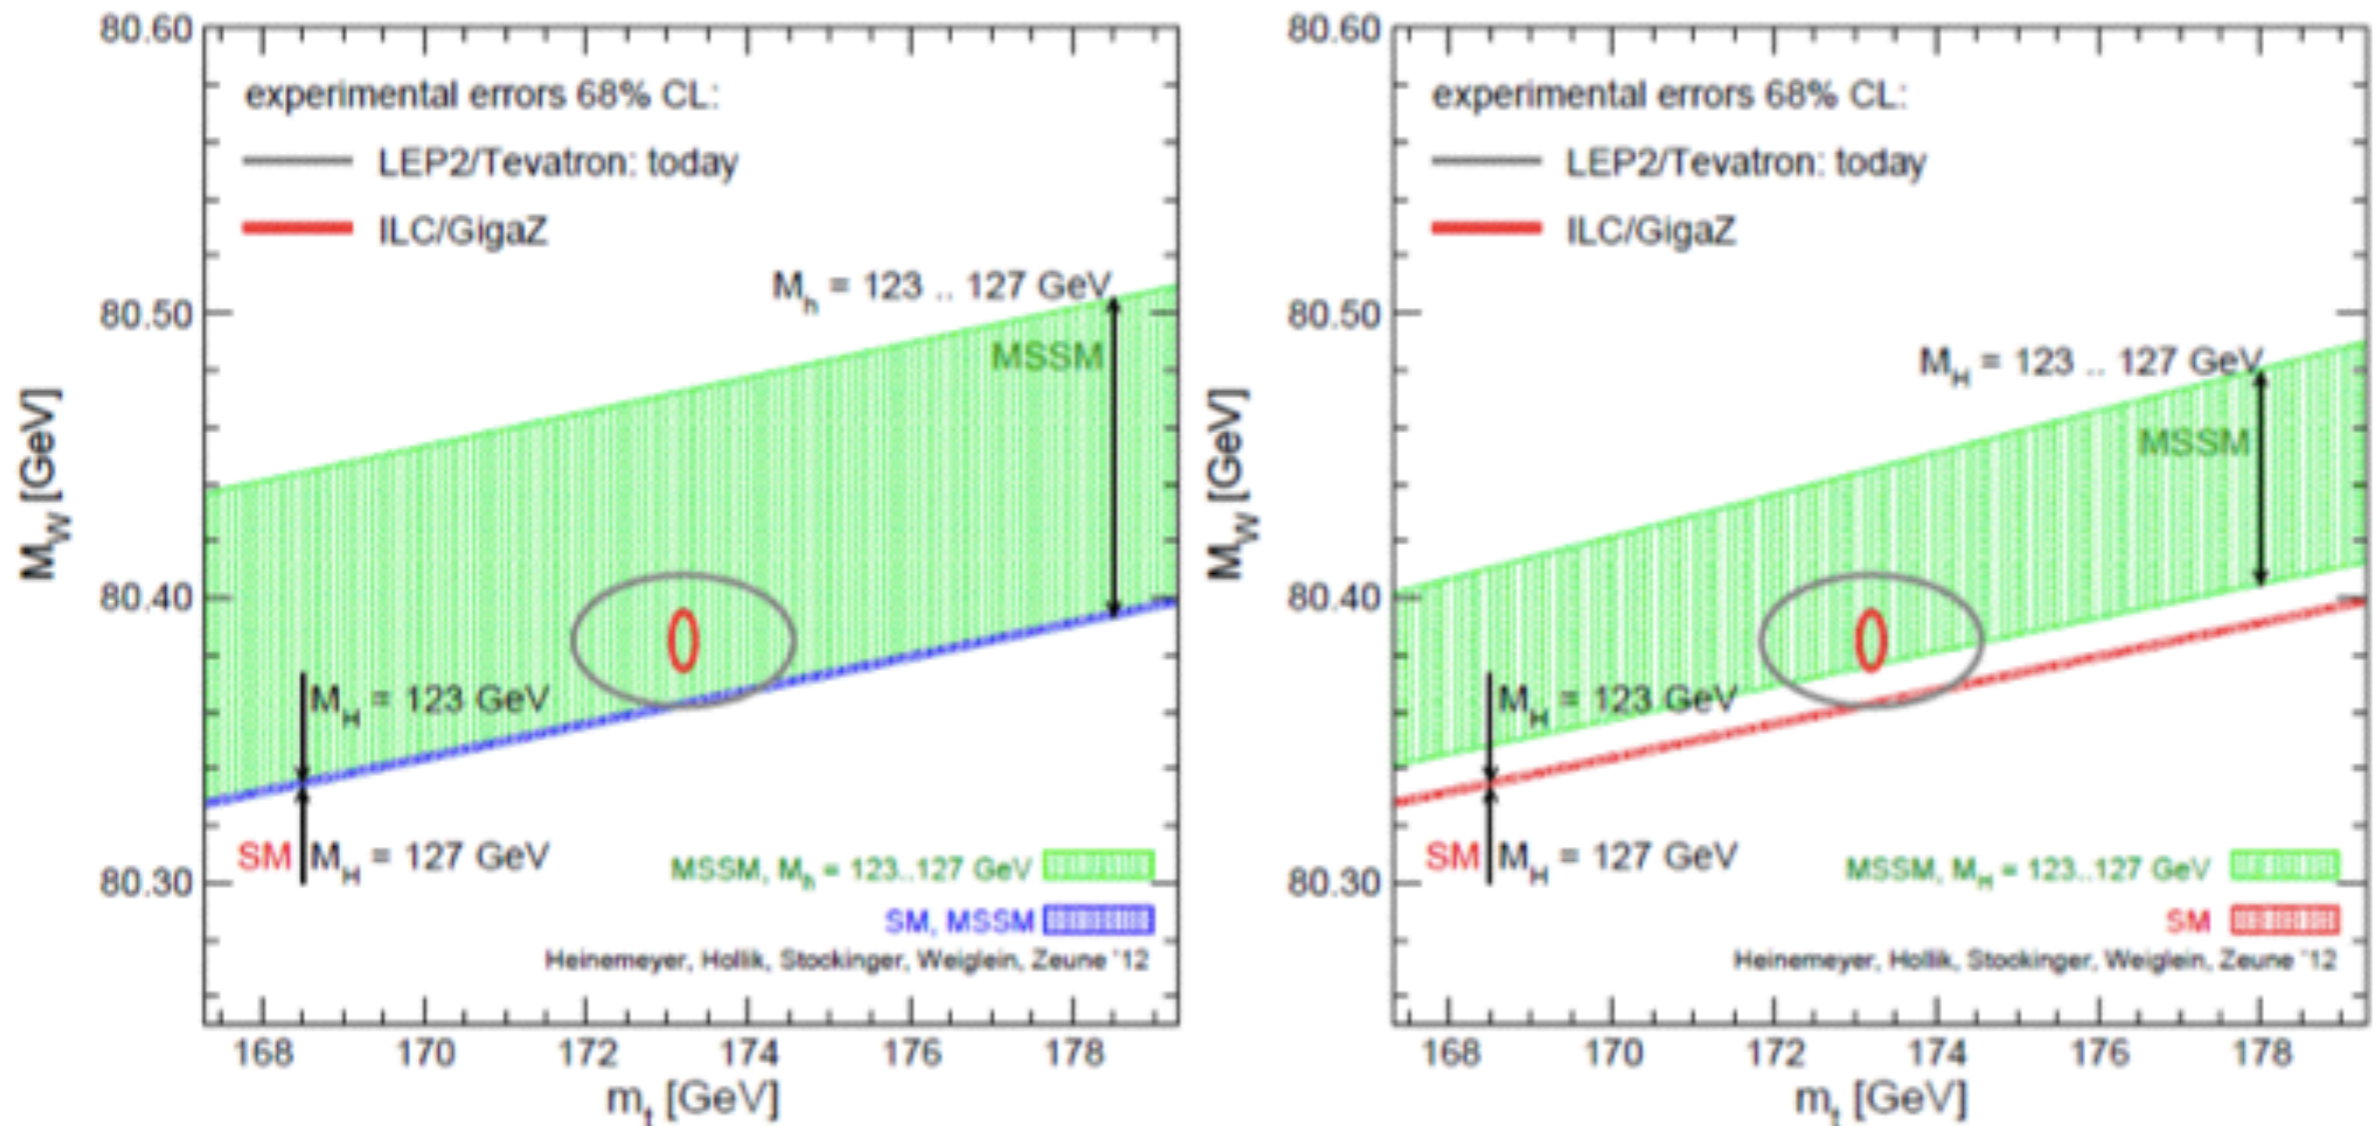 80.60
experimental errors 68% CL:
LEP2/Tevatron: today
ILC/GigaZ
M_h = 123 .. 127 GeV
80.50
MSSM
M_W [GeV]
80.40
M_H = 123 GeV
SM M_H = 127 GeV
MSSM, M_h = 123..127 GeV
80.30
SM, MSSM
Heinemeyer, Hollik, Stockinger, Weiglein, Zeune '12
168 170 172 174 176 178
m_t [GeV]
80.60
experimental errors 68% CL:
LEP2/Tevatron: today
ILC/GigaZ
80.50
M_H = 123 .. 127 GeV
MSSM
M_W [GeV]
80.40
M_H = 123 GeV
SM M_H = 127 GeV
MSSM, M_H = 123..127 GeV
80.30
SM
Heinemeyer, Hollik, Stockinger, Weiglein, Zeune '12
168 170 172 174 176 178
m_t [GeV]